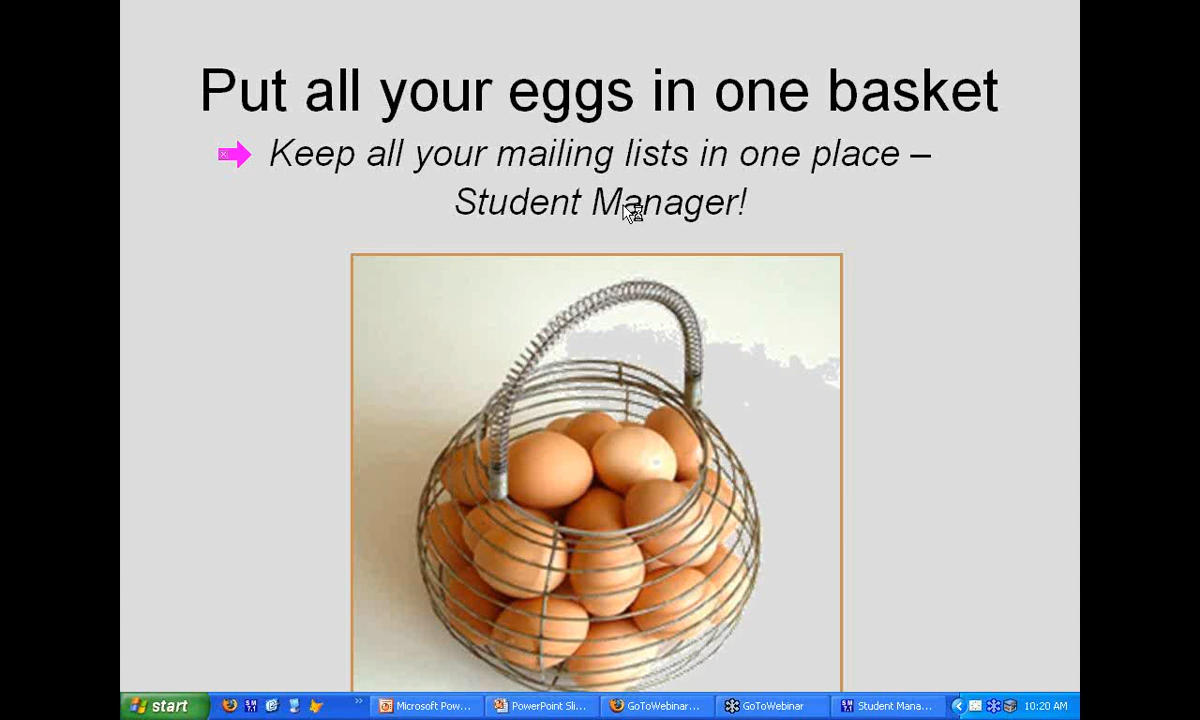 Put all your eggs in one basket
Keep all your mailing lists in one place –
Student Manager!
start
Microsoft Pow...
PowerPoint Sli...
GoToWebinar...
GoToWebinar
Student Mana...
10:20 AM